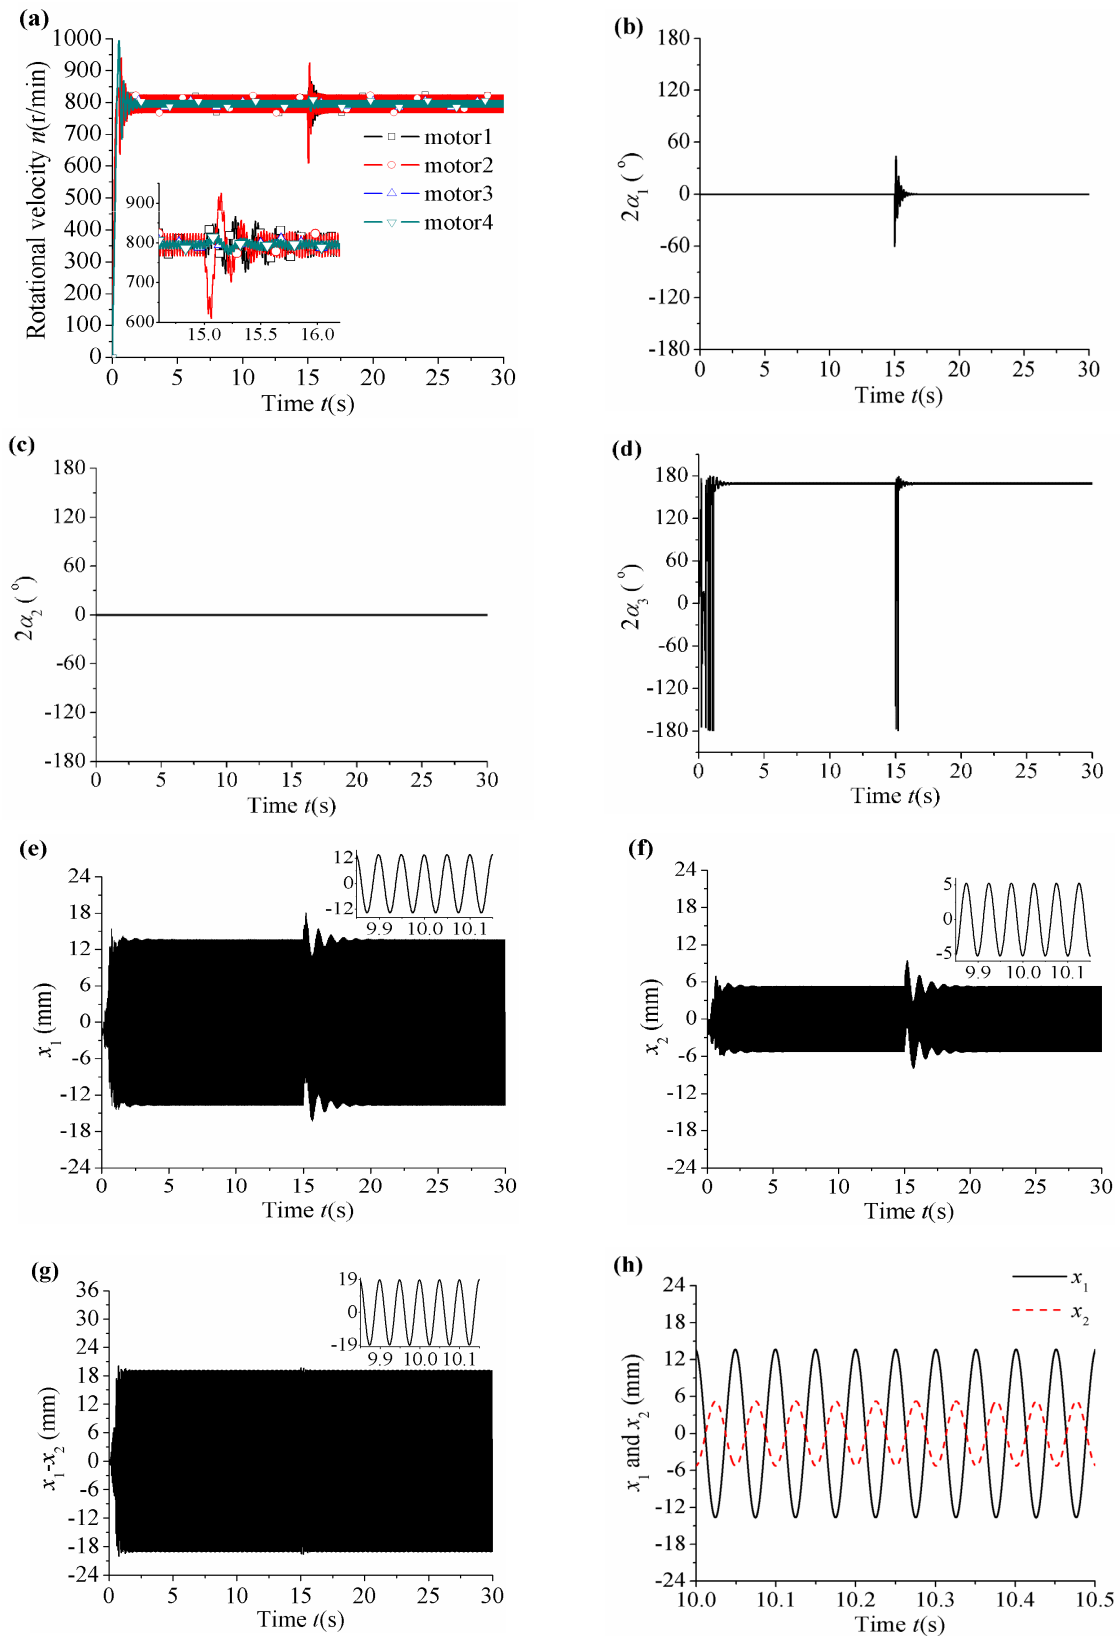 (a)
1000
900
800
700
600
500
400
300
200
100
0
Rotational velocity n(r/min)
motor1
motor2
motor3
motor4
900
800
700
600
15.0 15.5 16.0
0 5 10 15 20 25 30
Time t(s)
(b)
180
120
60
0
-60
-120
-180
2α1 ( o)
0 5 10 15 20 25 30
Time t(s)
(c)
180
120
60
0
-60
-120
-180
2α2 ( o)
0 5 10 15 20 25 30
Time t(s)
(d)
180
120
60
0
-60
-120
-180
2α3 ( o)
0 5 10 15 20 25 30
Time t(s)
(e)
24
18
12
6
0
-6
-12
-18
-24
x1 (mm)
12
0
-12
9.9 10.0 10.1
0 5 10 15 20 25 30
Time t(s)
(f)
24
18
12
6
0
-6
-12
-18
-24
x2 (mm)
5
0
-5
9.9 10.0 10.1
0 5 10 15 20 25 30
Time t(s)
(g)
36
30
24
18
12
6
0
-6
-12
-18
-24
x1-x2 (mm)
19
0
-19
9.9 10.0 10.1
0 5 10 15 20 25 30
Time t(s)
(h)
x1
x2
24
18
12
6
0
-6
-12
-18
-24
x1 and x2 (mm)
10.0 10.1 10.2 10.3 10.4 10.5
Time t(s)